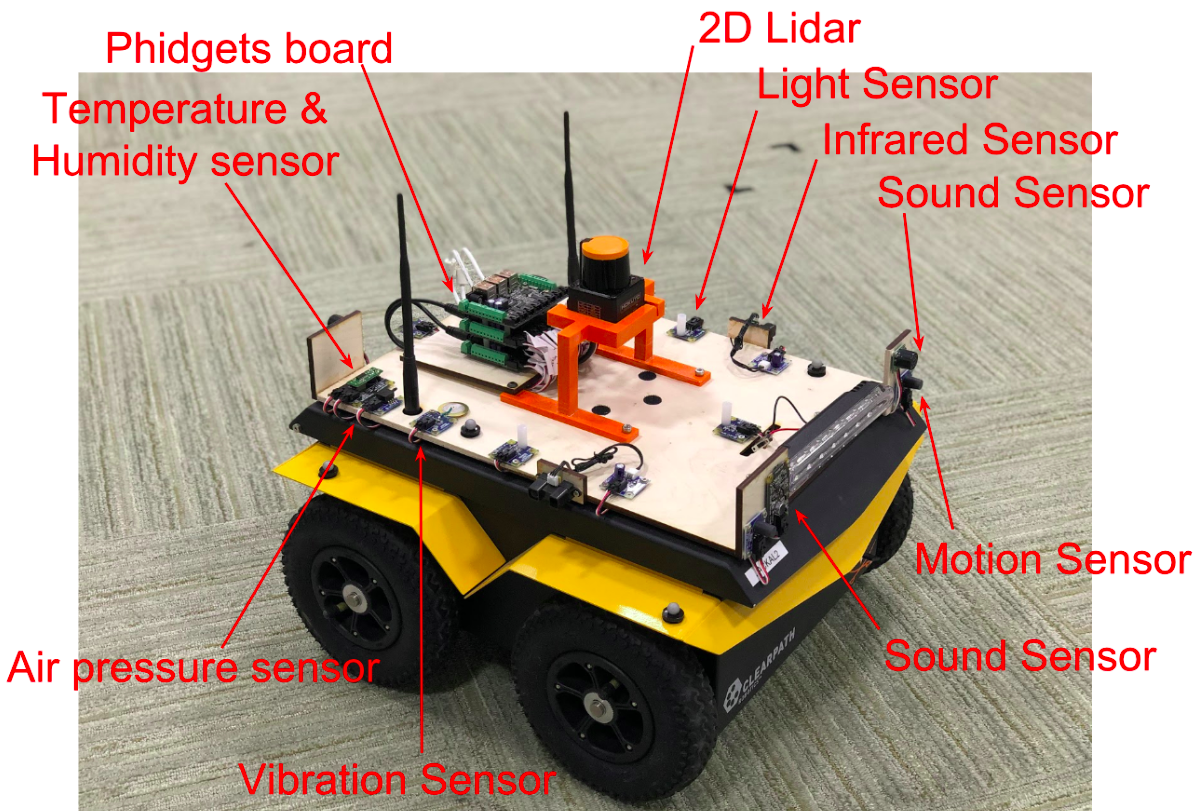 2D Lidar
Phidgets board
Light Sensor
Temperature &
Humidity sensor
Infrared Sensor
Sound Sensor
KAL2
Motion Sensor
CLEARPATH
Sound Sensor
Air pressure sensor
Vibration Sensor